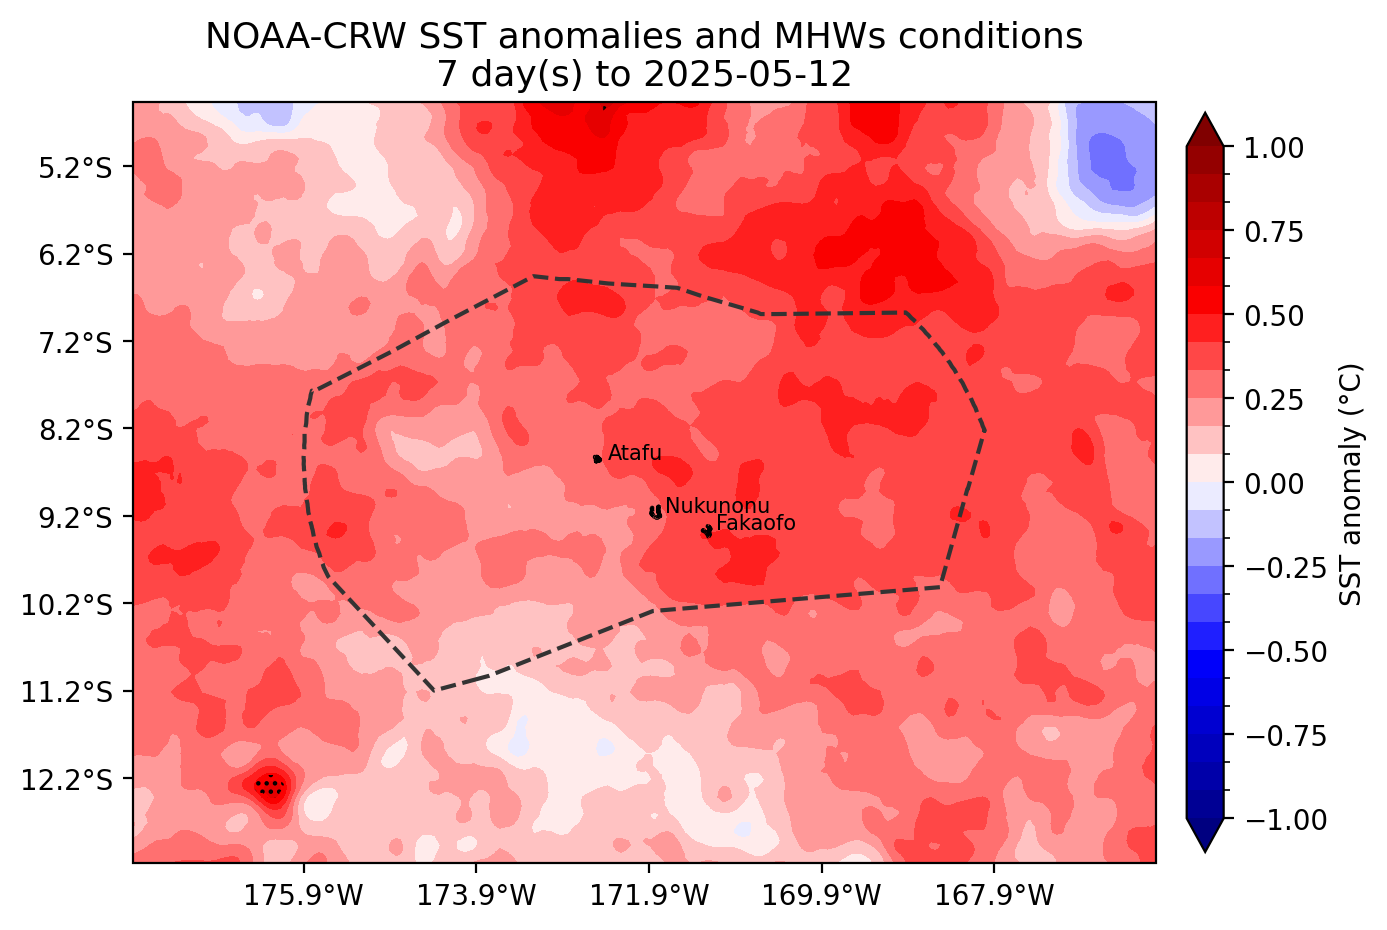 NOAA-CRW SST anomalies and MHWs conditions
7 day(s) to 2025-05-12
5.2°S
6.2°S
7.2°S
8.2°S
9.2°S
10.2°S
11.2°S
12.2°S
Atafu
Nukunonu
Fakaofo
175.9°W
173.9°W
171.9°W
169.9°W
167.9°W
1.00
0.75
0.50
0.25
0.00
−0.25
−0.50
−0.75
−1.00
SST anomaly (°C)